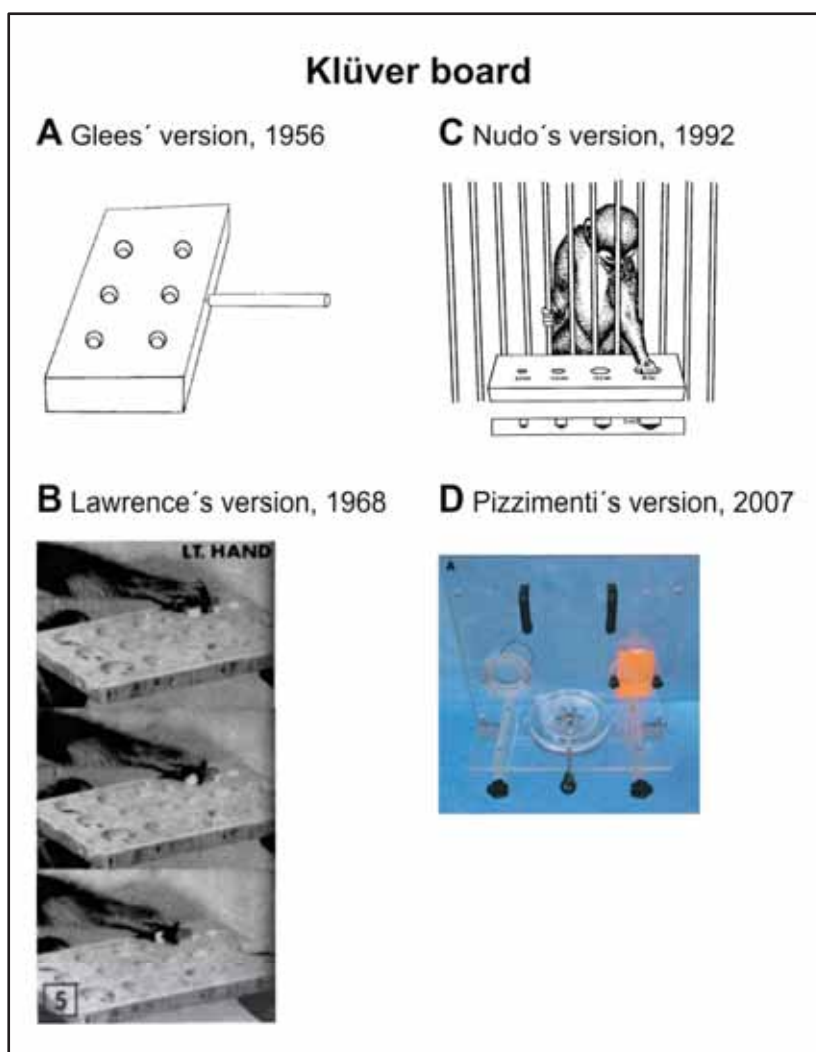 Klüver board
A Glees´ version, 1956
C Nudo´s version, 1992
B Lawrence´s version, 1968
LT. HAND
5
D Pizzimenti´s version, 2007
A